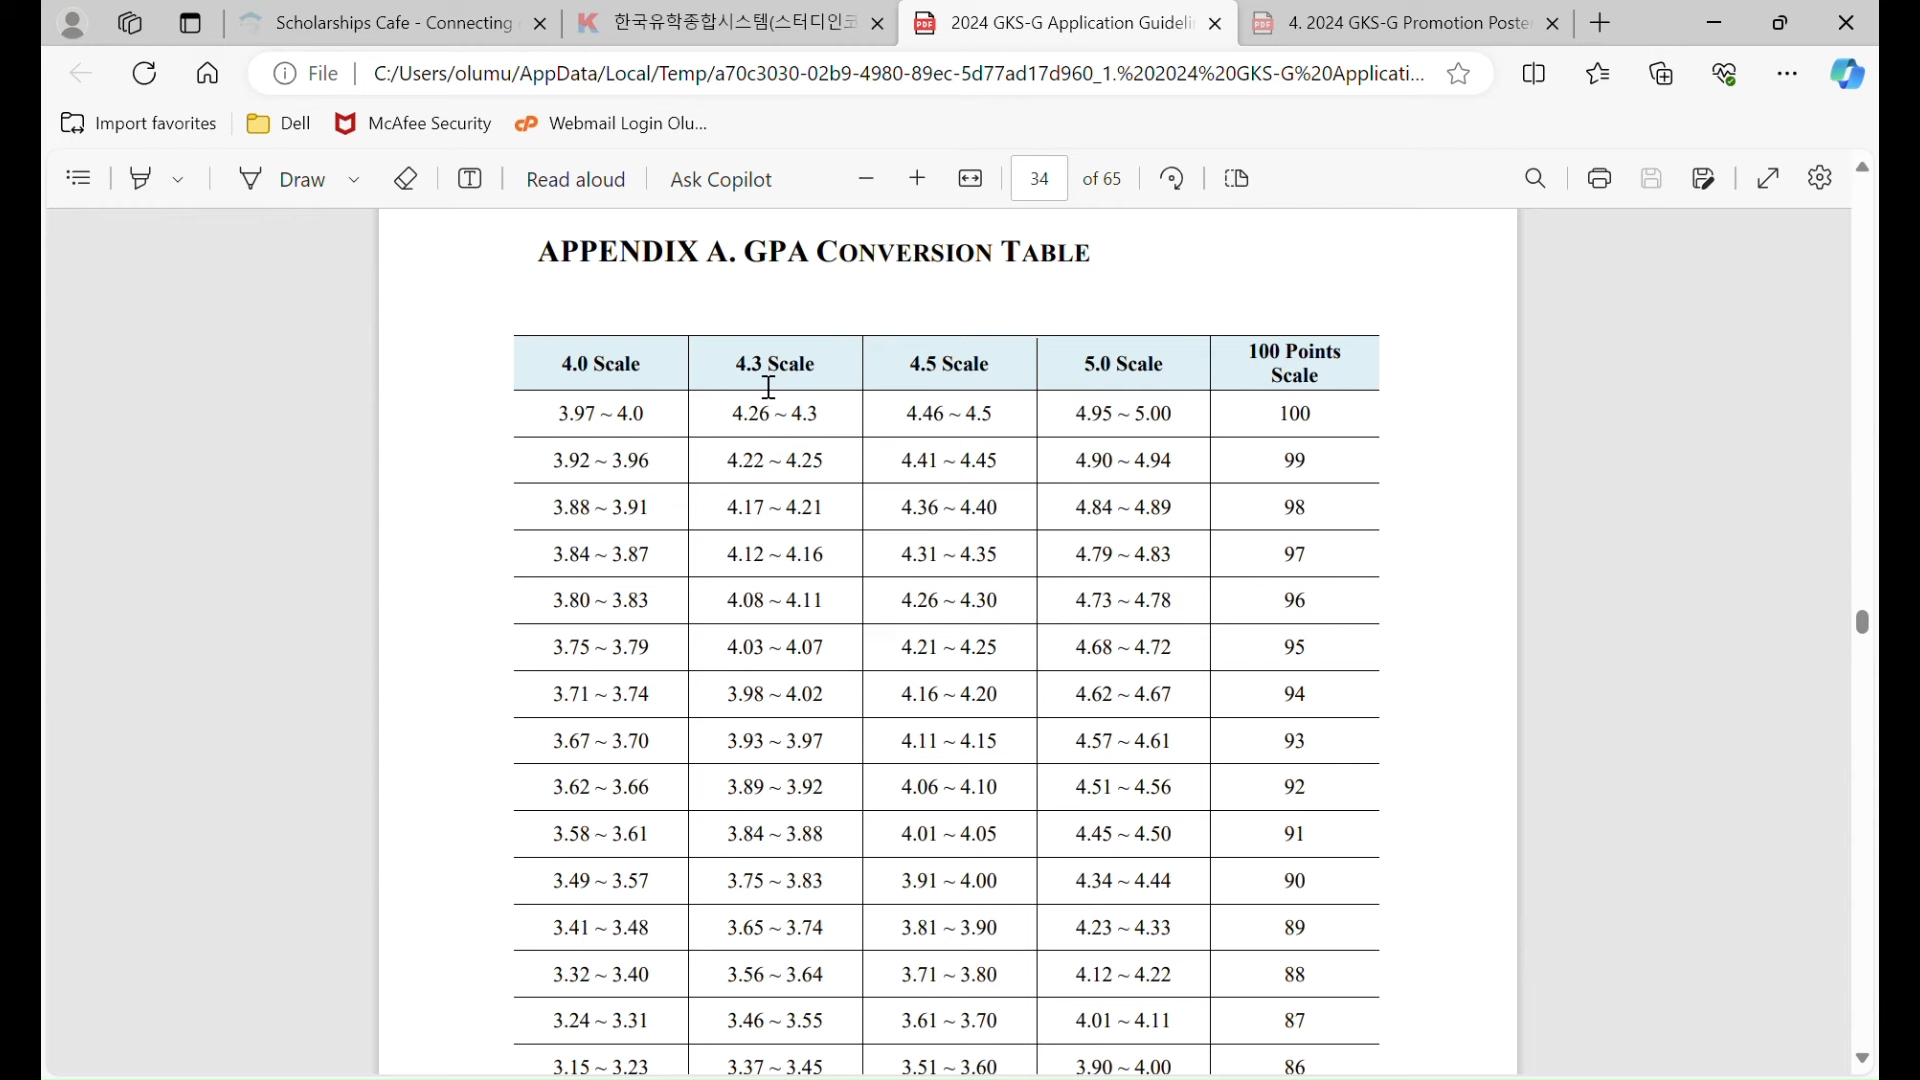 Scholarships Cafe - Connecting
한국유학종합시스템(스터디인코
2024 GKS-G Application Guideli
4. 2024 GKS-G Promotion Poste
File C:/Users/olumu/AppData/Local/Temp/a70c3030-02b9-4980-89ec-5d77ad17d960_1.%202024%20GKS-G%20Applicati...
Import favorites Dell McAfee Security Webmail Login Olu...
Draw Read aloud Ask Copilot 34 of 65
APPENDIX A. GPA CONVERSION TABLE
4.0 Scale 4.3 Scale 4.5 Scale 5.0 Scale 100 Points
Scale
3.97 ~ 4.0 4.26 ~ 4.3 4.46 ~ 4.5 4.95 ~ 5.00 100
3.92 ~ 3.96 4.22 ~ 4.25 4.41 ~ 4.45 4.90 ~ 4.94 99
3.88 ~ 3.91 4.17 ~ 4.21 4.36 ~ 4.40 4.84 ~ 4.89 98
3.84 ~ 3.87 4.12 ~ 4.16 4.31 ~ 4.35 4.79 ~ 4.83 97
3.80 ~ 3.83 4.08 ~ 4.11 4.26 ~ 4.30 4.73 ~ 4.78 96
3.75 ~ 3.79 4.03 ~ 4.07 4.21 ~ 4.25 4.68 ~ 4.72 95
3.71 ~ 3.74 3.98 ~ 4.02 4.16 ~ 4.20 4.62 ~ 4.67 94
3.67 ~ 3.70 3.93 ~ 3.97 4.11 ~ 4.15 4.57 ~ 4.61 93
3.62 ~ 3.66 3.89 ~ 3.92 4.06 ~ 4.10 4.51 ~ 4.56 92
3.58 ~ 3.61 3.84 ~ 3.88 4.01 ~ 4.05 4.45 ~ 4.50 91
3.49 ~ 3.57 3.75 ~ 3.83 3.91 ~ 4.00 4.34 ~ 4.44 90
3.41 ~ 3.48 3.65 ~ 3.74 3.81 ~ 3.90 4.23 ~ 4.33 89
3.32 ~ 3.40 3.56 ~ 3.64 3.71 ~ 3.80 4.12 ~ 4.22 88
3.24 ~ 3.31 3.46 ~ 3.55 3.61 ~ 3.70 4.01 ~ 4.11 87
3.15 ~ 3.23 3.37 ~ 3.45 3.51 ~ 3.60 3.90 ~ 4.00 86